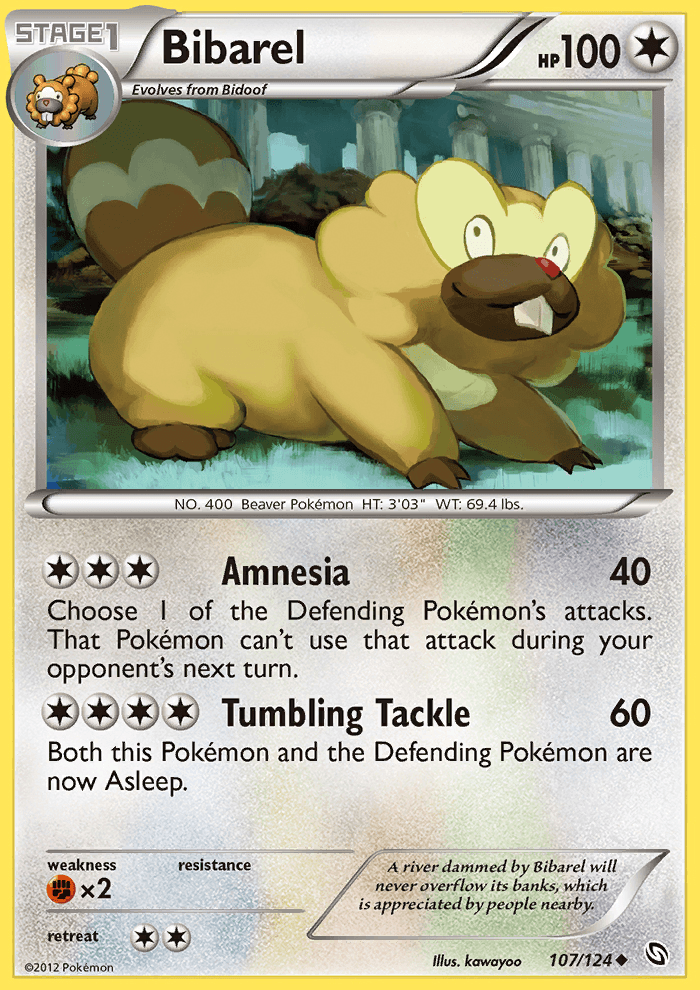 STAGE1
Bibarel
HP100
Evolves from Bidoof
NO. 400 Beaver Pokémon HT: 3'03" WT: 69.4 lbs.
Amnesia 40
Choose 1 of the Defending Pokémon's attacks.
That Pokémon can't use that attack during your
opponent's next turn.
Tumbling Tackle 60
Both this Pokémon and the Defending Pokémon are
now Asleep.
weakness resistance
×2
A river dammed by Bibarel will
never overflow its banks, which
is appreciated by people nearby.
retreat
©2012 Pokémon
Illus. kawayoo 107/124